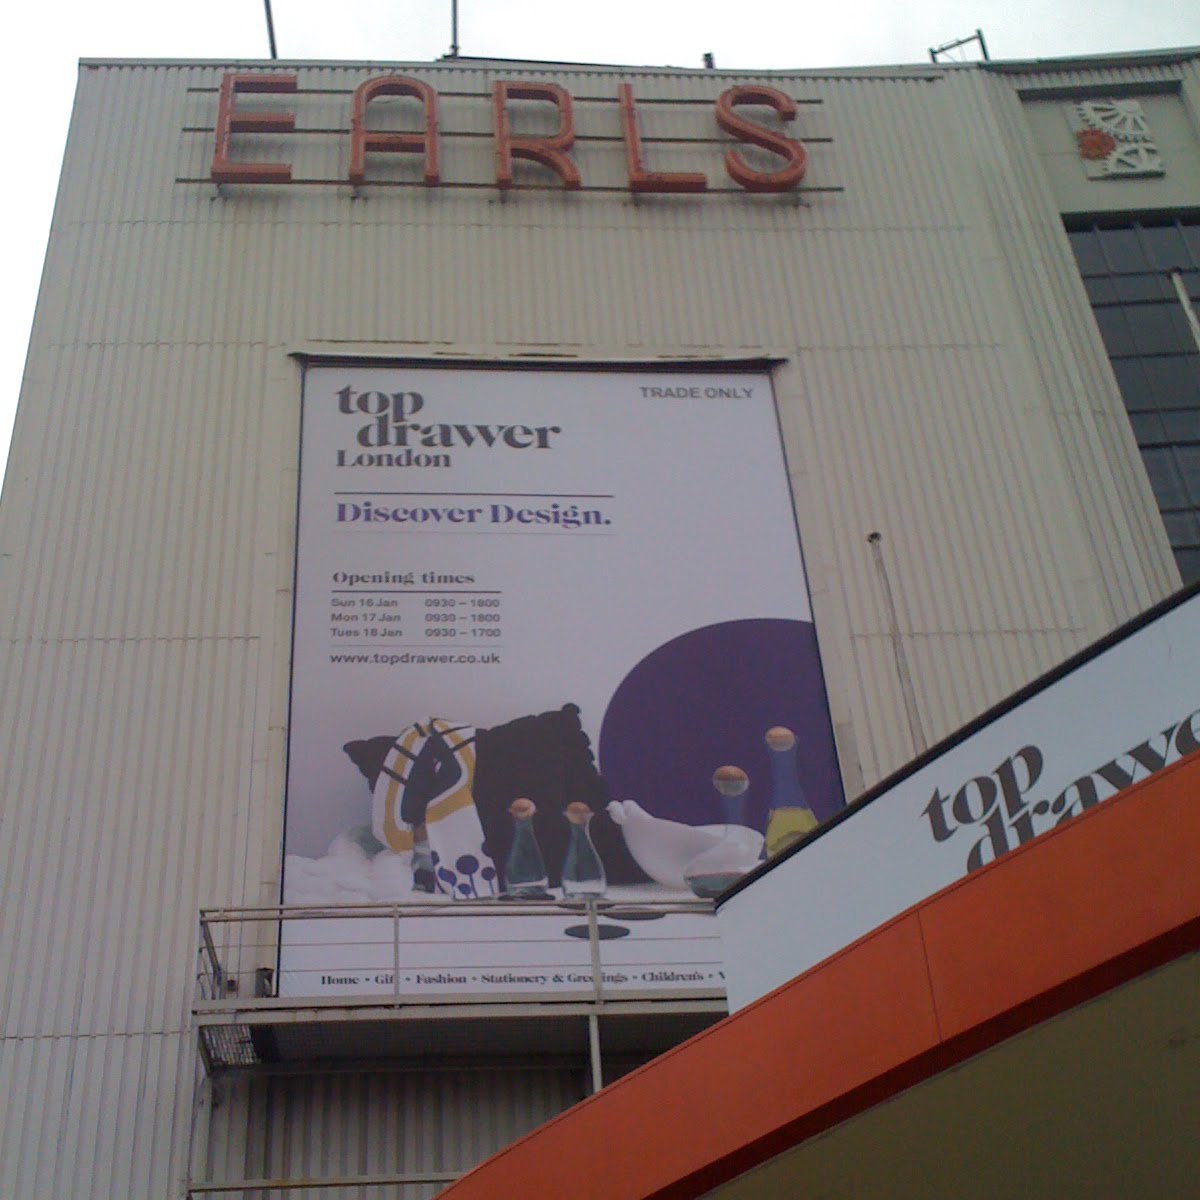 EARLS
top
drawer
London
TRADE ONLY
Discover Design.
Opening times
Sun 16 Jan 0930 – 1800
Mon 17 Jan 0930 – 1800
Tues 18 Jan 0930 – 1700
www.topdrawer.co.uk
Home • Gift • Fashion • Stationery & Greetings • Children's •
top
drawe